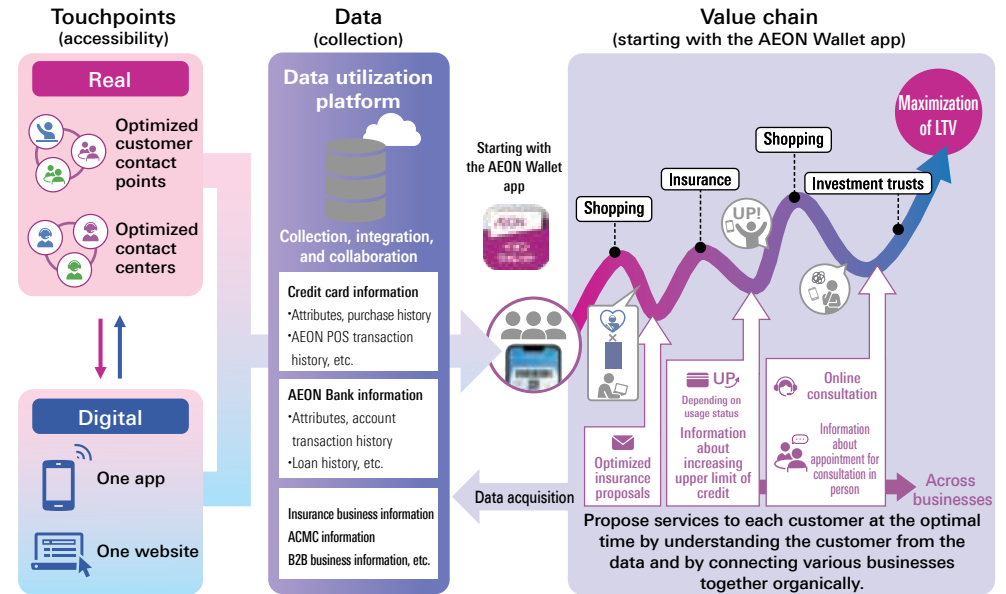 Touchpoints
(accessibility)
Real
Optimized
customer
contact
points
Optimized
contact
centers
Digital
One app
One website
Data
(collection)
Data utilization
platform
Collection, integration,
and collaboration
Credit card information
•Attributes, purchase history
•AEON POS transaction
history, etc.
AEON Bank information
•Attributes, account
transaction history
•Loan history, etc.
Insurance business information
ACMC information
B2B business information, etc.
Value chain
(starting with the AEON Wallet app)
Starting with
the AEON Wallet
app
AEON
Shopping
Insurance
UP!
Shopping
Investment trusts
Maximization
of LTV
×
Optimized
insurance
proposals
UP
Depending on
usage status
Information
about
increasing
upper limit of
credit
Online
consultation
Information
about
appointment for
consultation in
person
Across
businesses
Data acquisition
Propose services to each customer at the optimal
time by understanding the customer from the
data and by connecting various businesses
together organically.